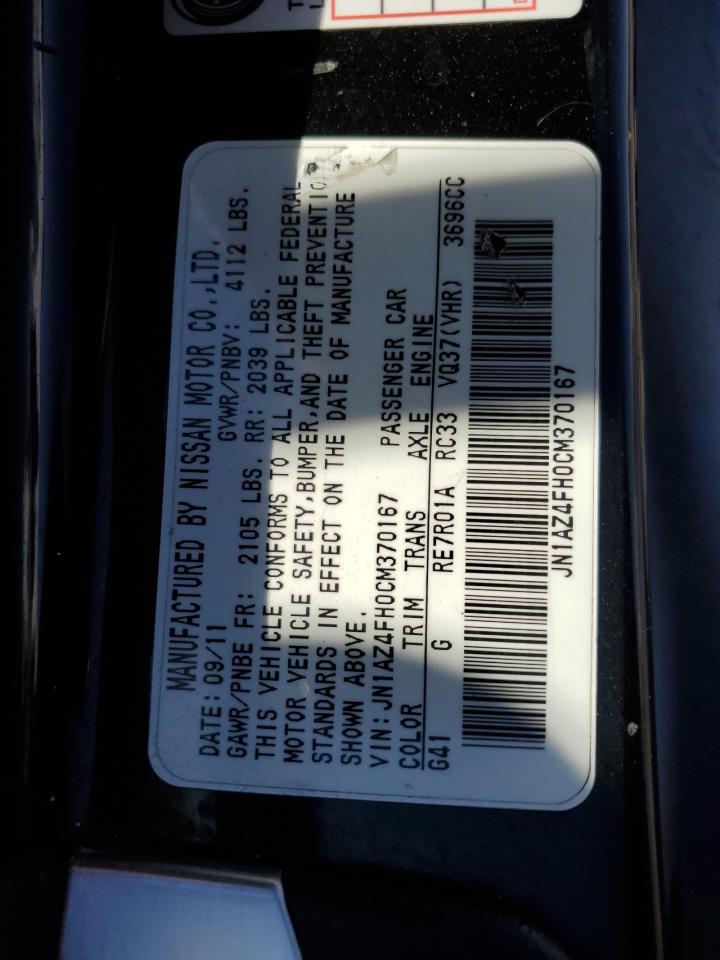 MANUFACTURED BY NISSAN MOTOR CO.,LTD.
DATE: 09/11 GVWR/PNBV: 4112 LBS.
GAWR/PNBE FR: 2105 LBS. RR: 2039 LBS.
THIS VEHICLE CONFORMS TO ALL APPLICABLE FEDERAL
MOTOR VEHICLE SAFETY,BUMPER,AND THEFT PREVENTIO
STANDARDS IN EFFECT ON THE DATE OF MANUFACTURE
SHOWN ABOVE.
VIN:JN1AZ4FH0CM370167 PASSENGER CAR
COLOR TRIM TRANS AXLE ENGINE
G41 G RE7R01A RC33 VQ37(VHR) 3696CC
JN1AZ4FH0CM370167